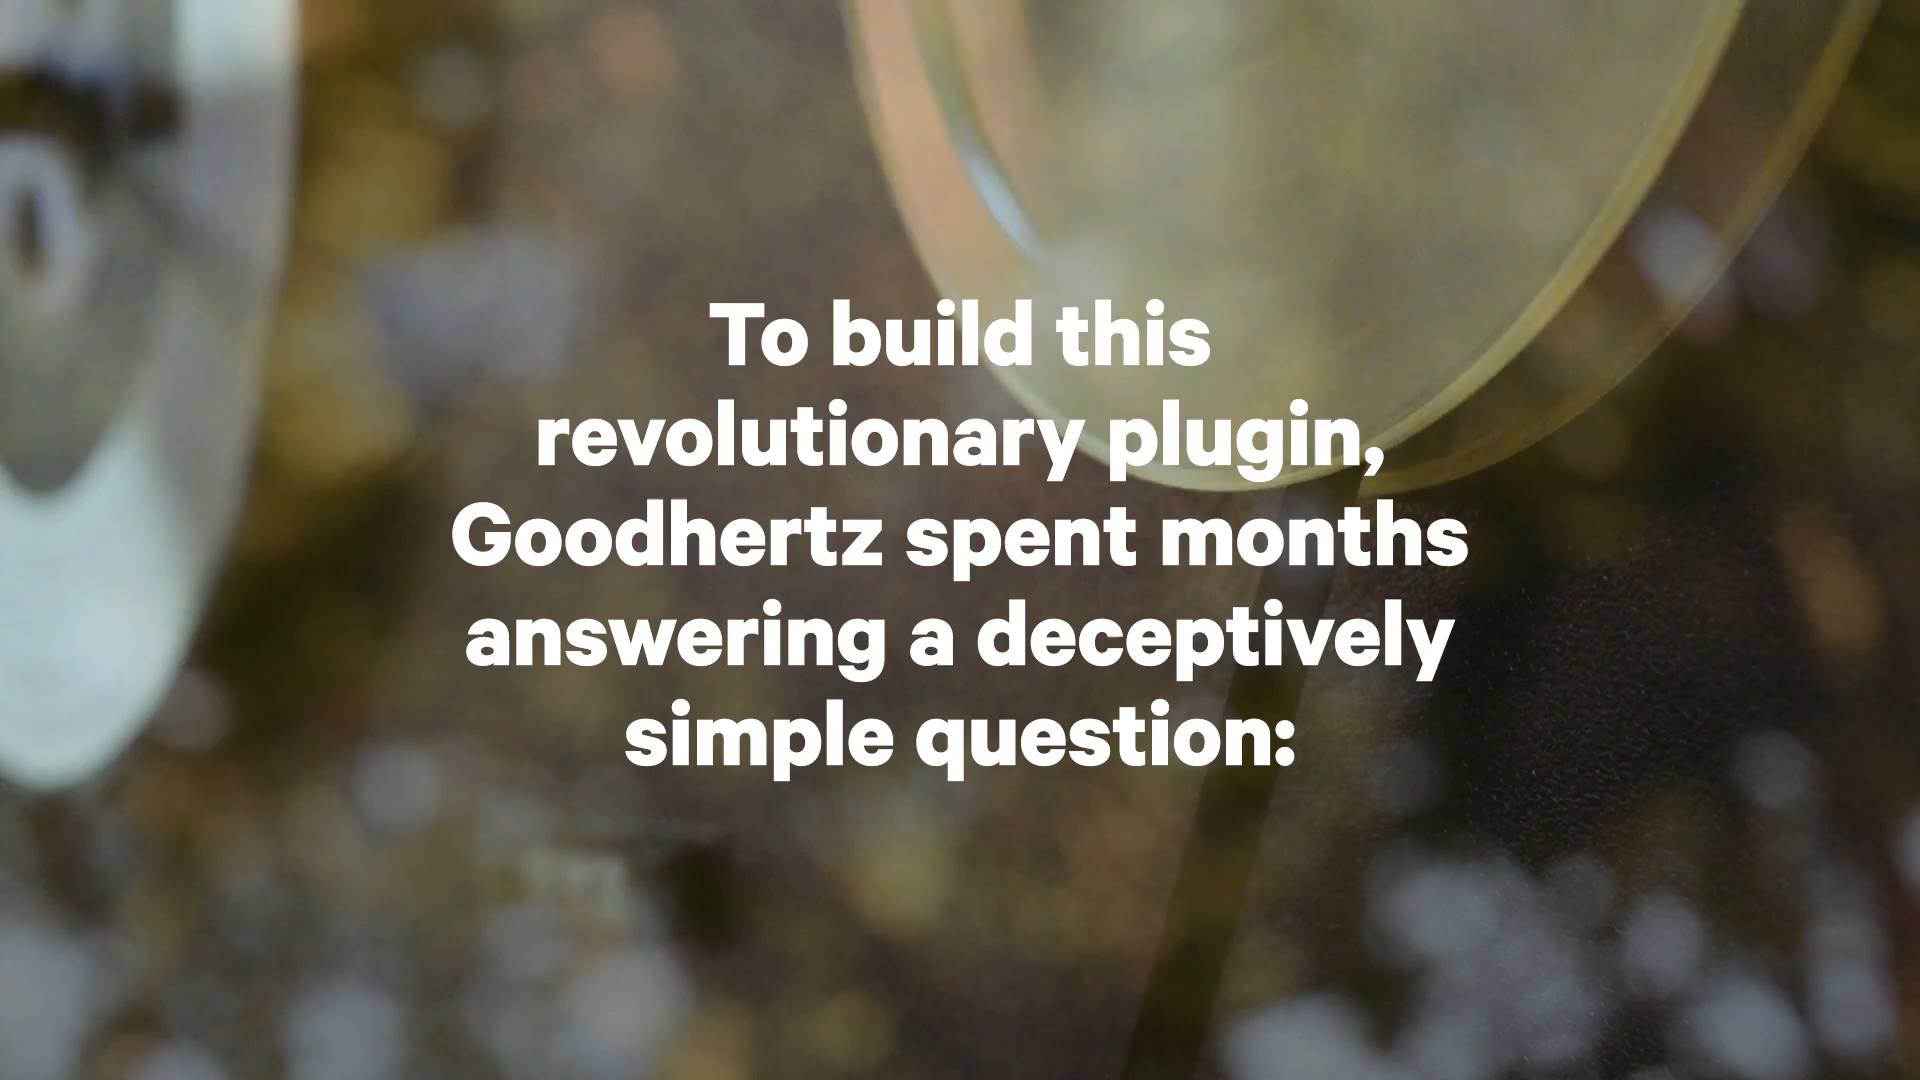 To build this
revolutionary plugin,
Goodhertz spent months
answering a deceptively
simple question: